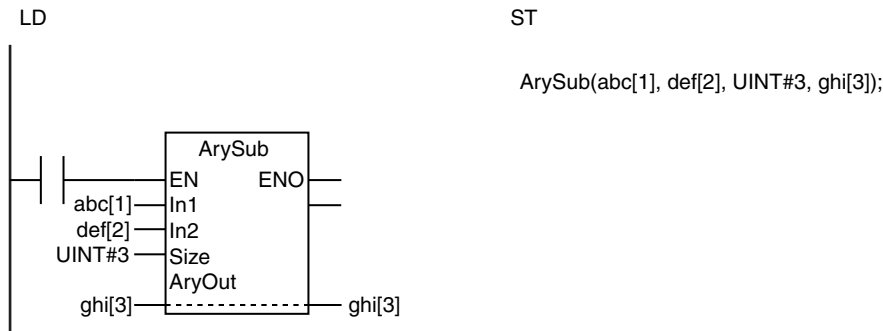 LD
ST
ArySub(abc[1], def[2], UINT#3, ghi[3]);
ArySub
EN ENO
abc[1] In1
def[2] In2
UINT#3 Size
AryOut
ghi[3] ghi[3]